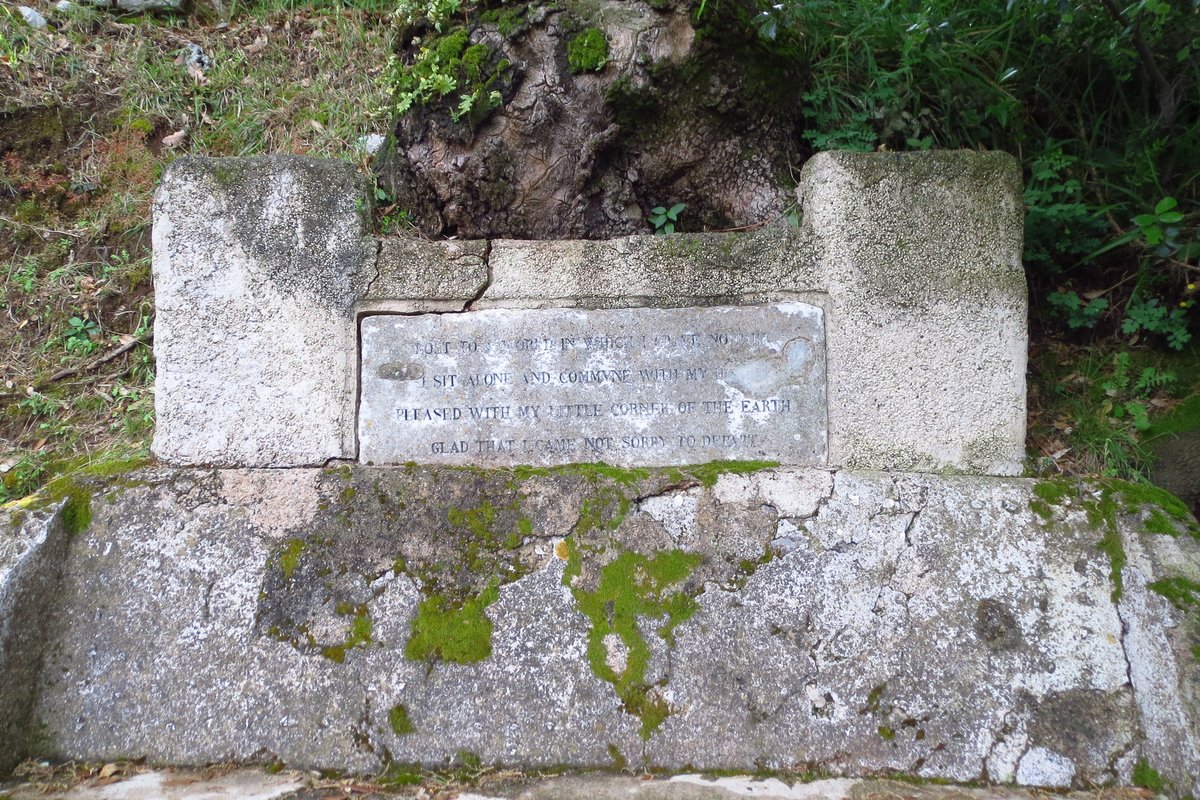 LOST TO A WORLD IN WHICH I CRAVE NO PART
I SIT ALONE AND COMMVNE WITH MY
PLEASED WITH MY LITTLE CORNER OF THE EARTH
GLAD THAT I CAME NOT SORRY TO DEPART